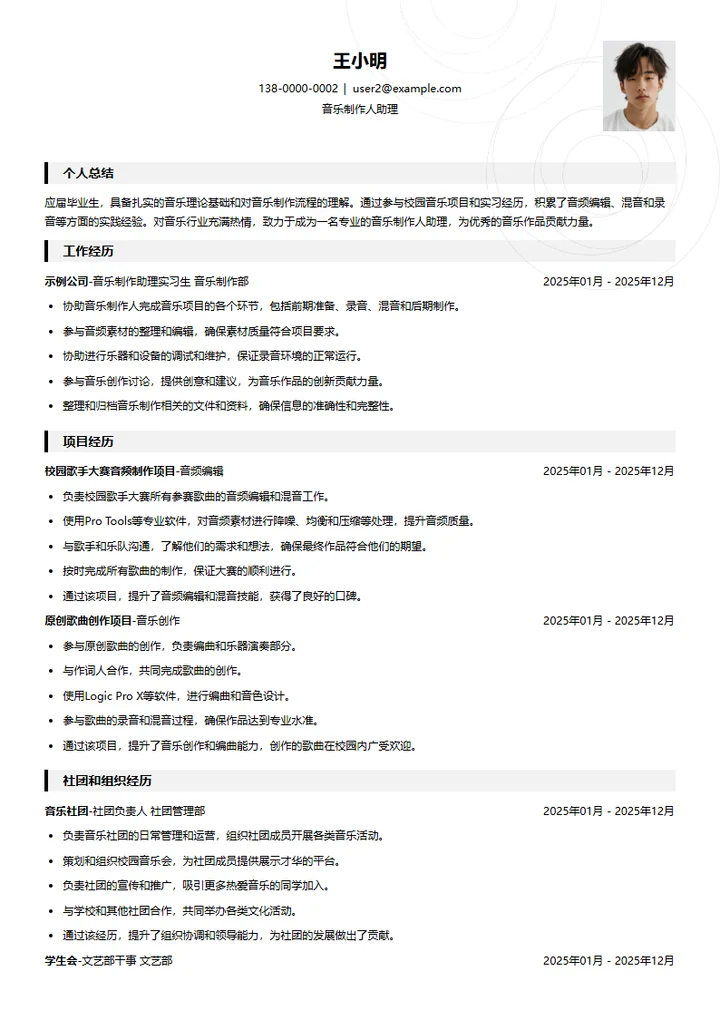 王小明
138-0000-0002 | user2@example.com
音乐制作人助理
个人总结
应届毕业生，具备扎实的音乐理论基础和对音乐制作流程的理解。通过参与校园音乐项目和实习经历，积累了音频编辑、混音和录
音等方面的实践经验。对音乐行业充满热情，致力于成为一名专业的音乐制作人助理，为优秀的音乐作品贡献力量。
工作经历
示例公司-音乐制作助理实习生 音乐制作部 2025年01月 - 2025年12月
• 协助音乐制作人完成音乐项目的各个环节，包括前期准备、录音、混音和后期制作。
• 参与音频素材的整理和编辑，确保素材质量符合项目要求。
• 协助进行乐器和设备的调试和维护，保证录音环境的正常运行。
• 参与音乐创作讨论，提供创意和建议，为音乐作品的创新贡献力量。
• 整理和归档音乐制作相关的文件和资料，确保信息的准确性和完整性。
项目经历
校园歌手大赛音频制作项目-音频编辑 2025年01月 - 2025年12月
• 负责校园歌手大赛所有参赛歌曲的音频编辑和混音工作。
• 使用Pro Tools等专业软件，对音频素材进行降噪、均衡和压缩等处理，提升音频质量。
• 与歌手和乐队沟通，了解他们的需求和想法，确保最终作品符合他们的期望。
• 按时完成所有歌曲的制作，保证大赛的顺利进行。
• 通过该项目，提升了音频编辑和混音技能，获得了良好的口碑。
原创歌曲创作项目-音乐创作 2025年01月 - 2025年12月
• 参与原创歌曲的创作，负责编曲和乐器演奏部分。
• 与作词人合作，共同完成歌曲的创作。
• 使用Logic Pro X等软件，进行编曲和音色设计。
• 参与歌曲的录音和混音过程，确保作品达到专业水准。
• 通过该项目，提升了音乐创作和编曲能力，创作的歌曲在校园内广受欢迎。
社团和组织经历
音乐社团-社团负责人 社团管理部 2025年01月 - 2025年12月
• 负责音乐社团的日常管理和运营，组织社团成员开展各类音乐活动。
• 策划和组织校园音乐会，为社团成员提供展示才华的平台。
• 负责社团的宣传和推广，吸引更多热爱音乐的同学加入。
• 与学校和其他社团合作，共同举办各类文化活动。
• 通过该经历，提升了组织协调和领导能力，为社团的发展做出了贡献。
学生会-文艺部干事 文艺部 2025年01月 - 2025年12月